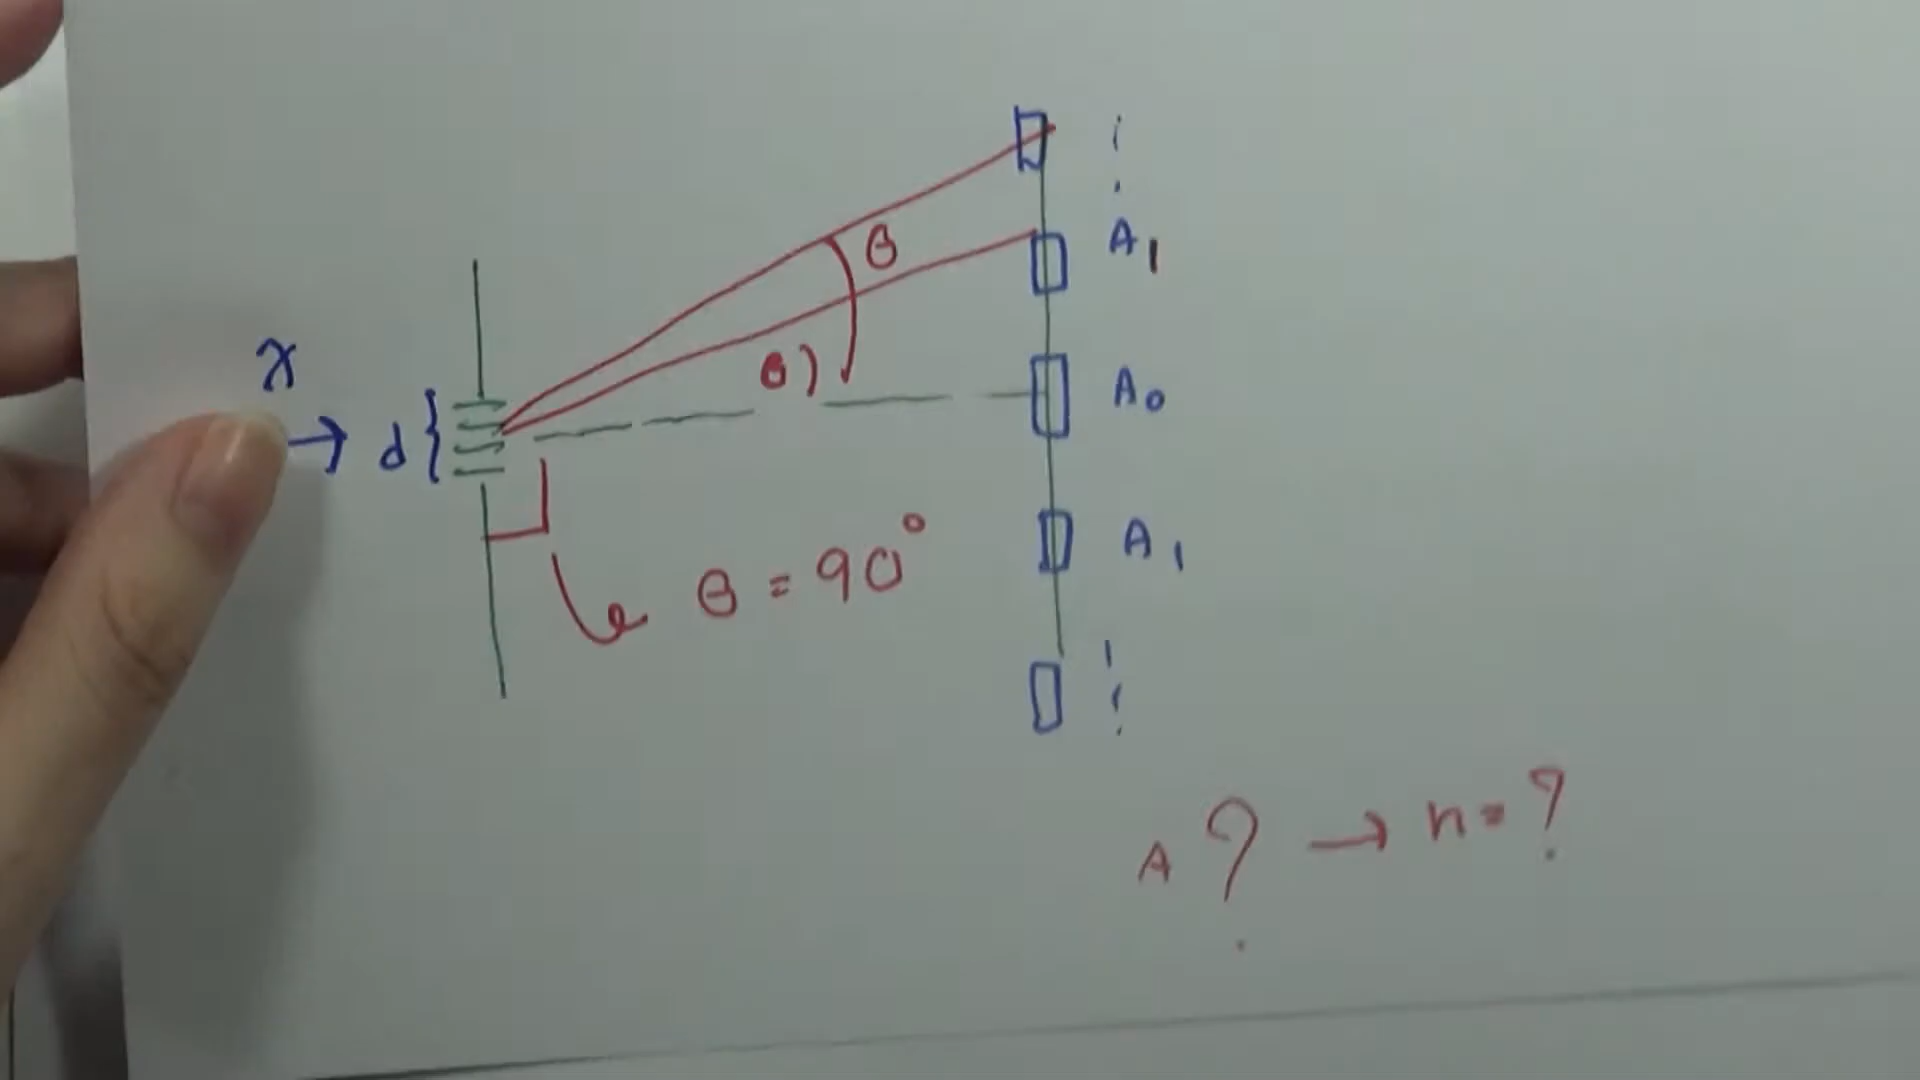 A₁
θ
λ
→ d {
θ)
A₀
A₁
θ = 90°
A ? → n = ?